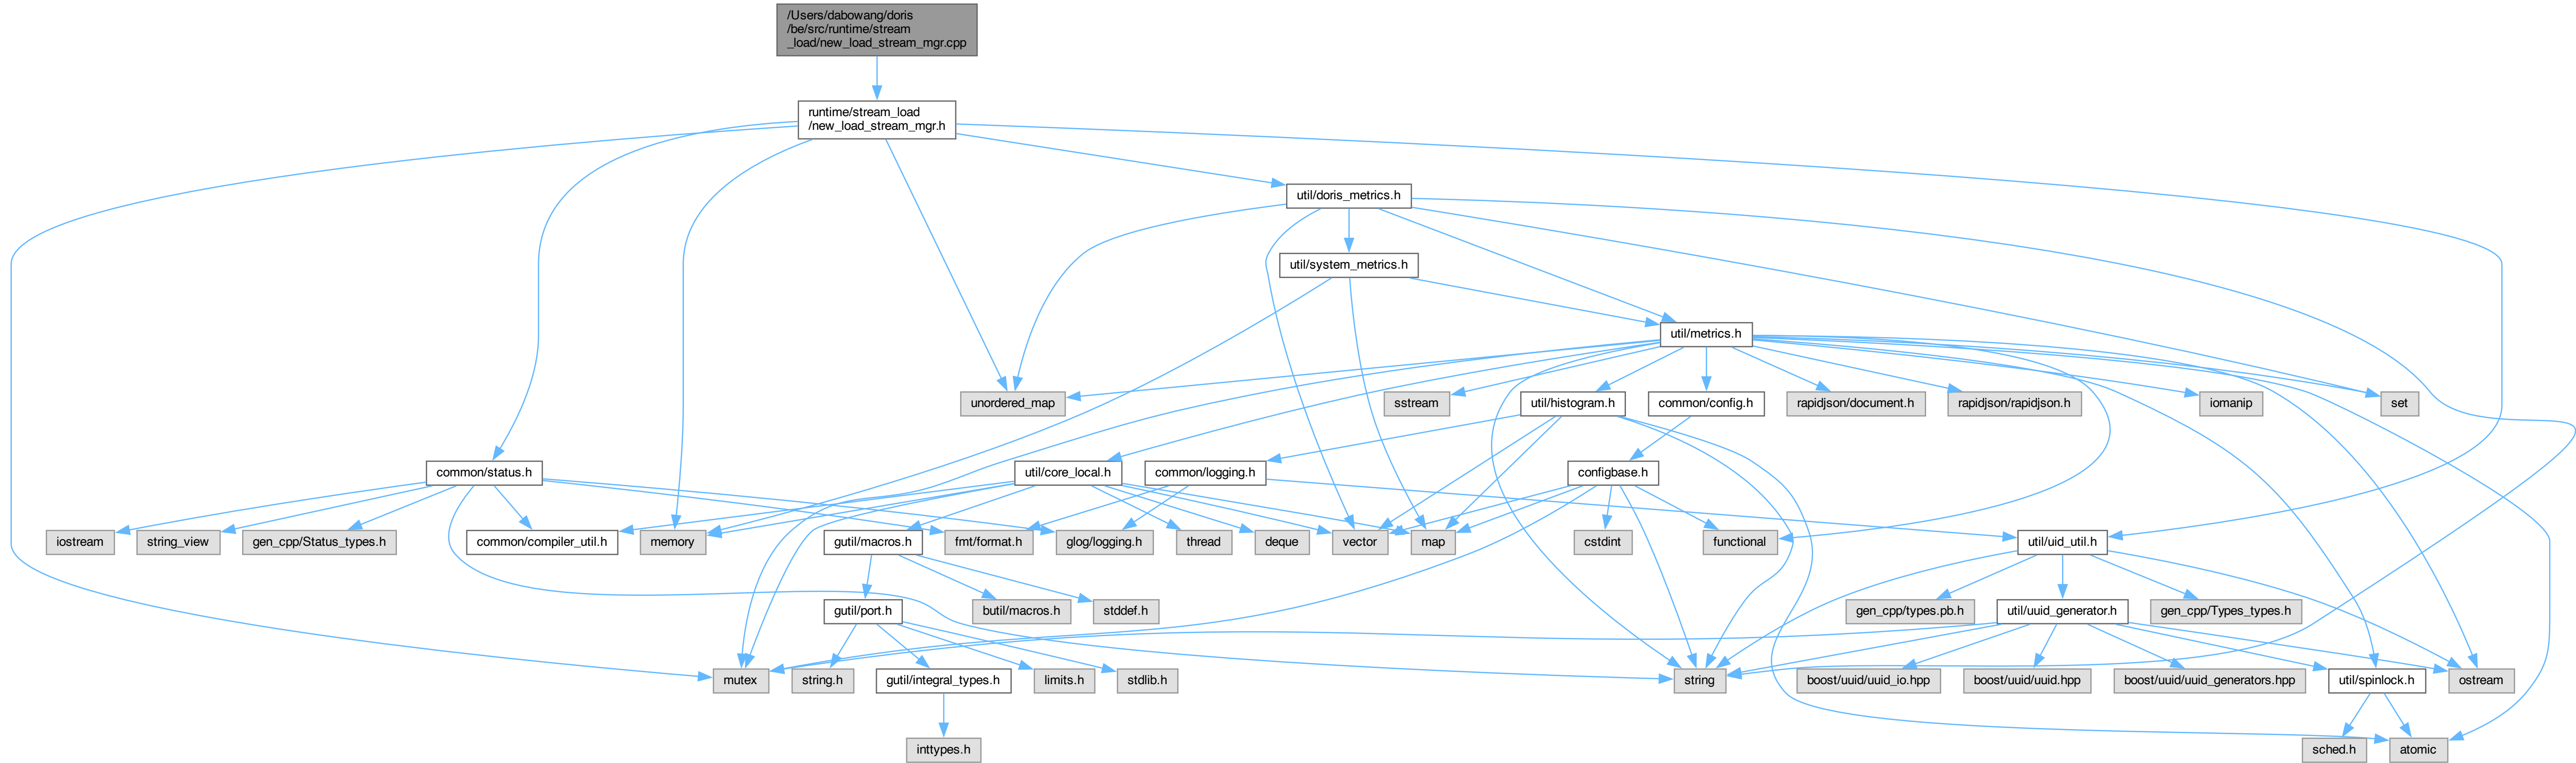 /Users/dabowang/doris
/be/src/runtime/stream
_load/new_load_stream_mgr.cpp
runtime/stream_load
/new_load_stream_mgr.h
util/doris_metrics.h
util/system_metrics.h
util/metrics.h
unordered_map
sstream
util/histogram.h
common/config.h
rapidjson/document.h
rapidjson/rapidjson.h
iomanip
set
common/status.h
util/core_local.h
common/logging.h
configbase.h
iostream
string_view
gen_cpp/Status_types.h
common/compiler_util.h
memory
gutil/macros.h
fmt/format.h
glog/logging.h
thread
deque
vector
map
cstdint
functional
util/uid_util.h
gutil/port.h
butil/macros.h
stddef.h
gen_cpp/types.pb.h
util/uuid_generator.h
gen_cpp/Types_types.h
mutex
string.h
gutil/integral_types.h
limits.h
stdlib.h
string
boost/uuid/uuid_io.hpp
boost/uuid/uuid.hpp
boost/uuid/uuid_generators.hpp
util/spinlock.h
ostream
inttypes.h
sched.h
atomic